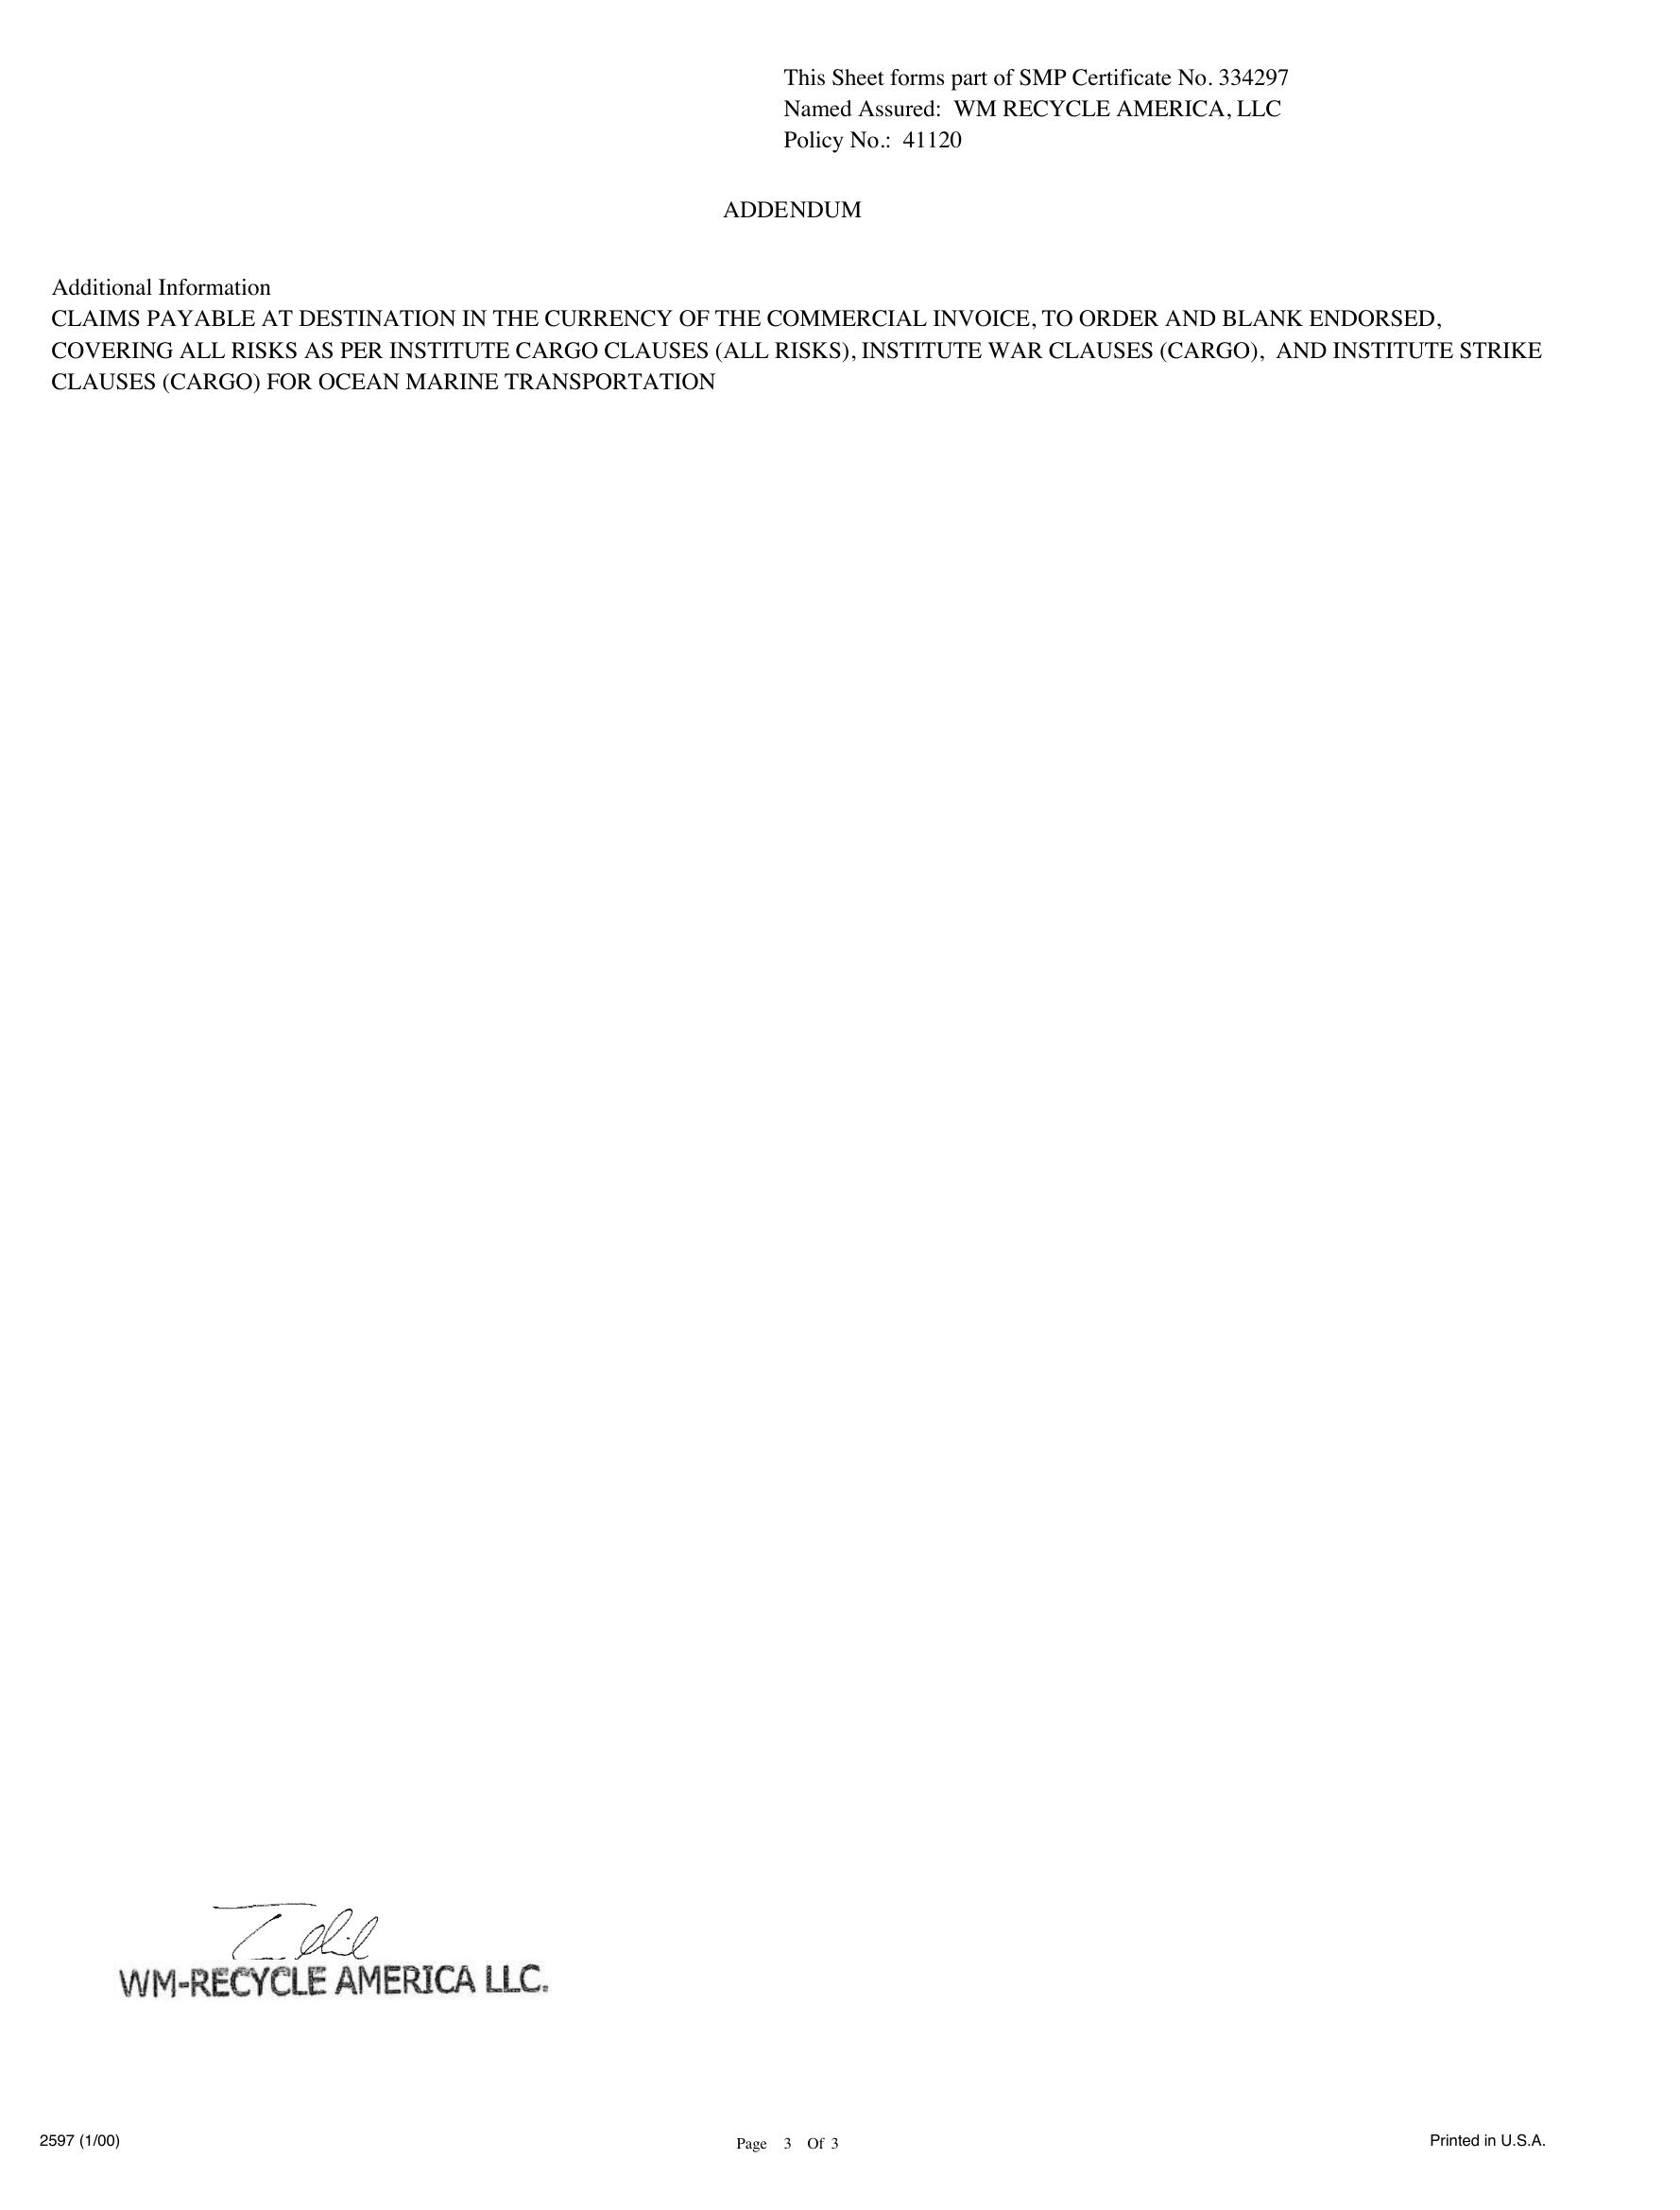 This Sheet forms part of SMP Certificate No. 334297
Named Assured: WM RECYCLE AMERICA, LLC
Policy No.: 41120
ADDENDUM
Additional Information
CLAIMS PAYABLE AT DESTINATION IN THE CURRENCY OF THE COMMERCIAL INVOICE, TO ORDER AND BLANK ENDORSED,
COVERING ALL RISKS AS PER INSTITUTE CARGO CLAUSES (ALL RISKS), INSTITUTE WAR CLAUSES (CARGO), AND INSTITUTE STRIKE
CLAUSES (CARGO) FOR OCEAN MARINE TRANSPORTATION
WM-RECYCLE AMERICA LLC.
2597 (1/00)
Page 3 Of 3
Printed in U.S.A.